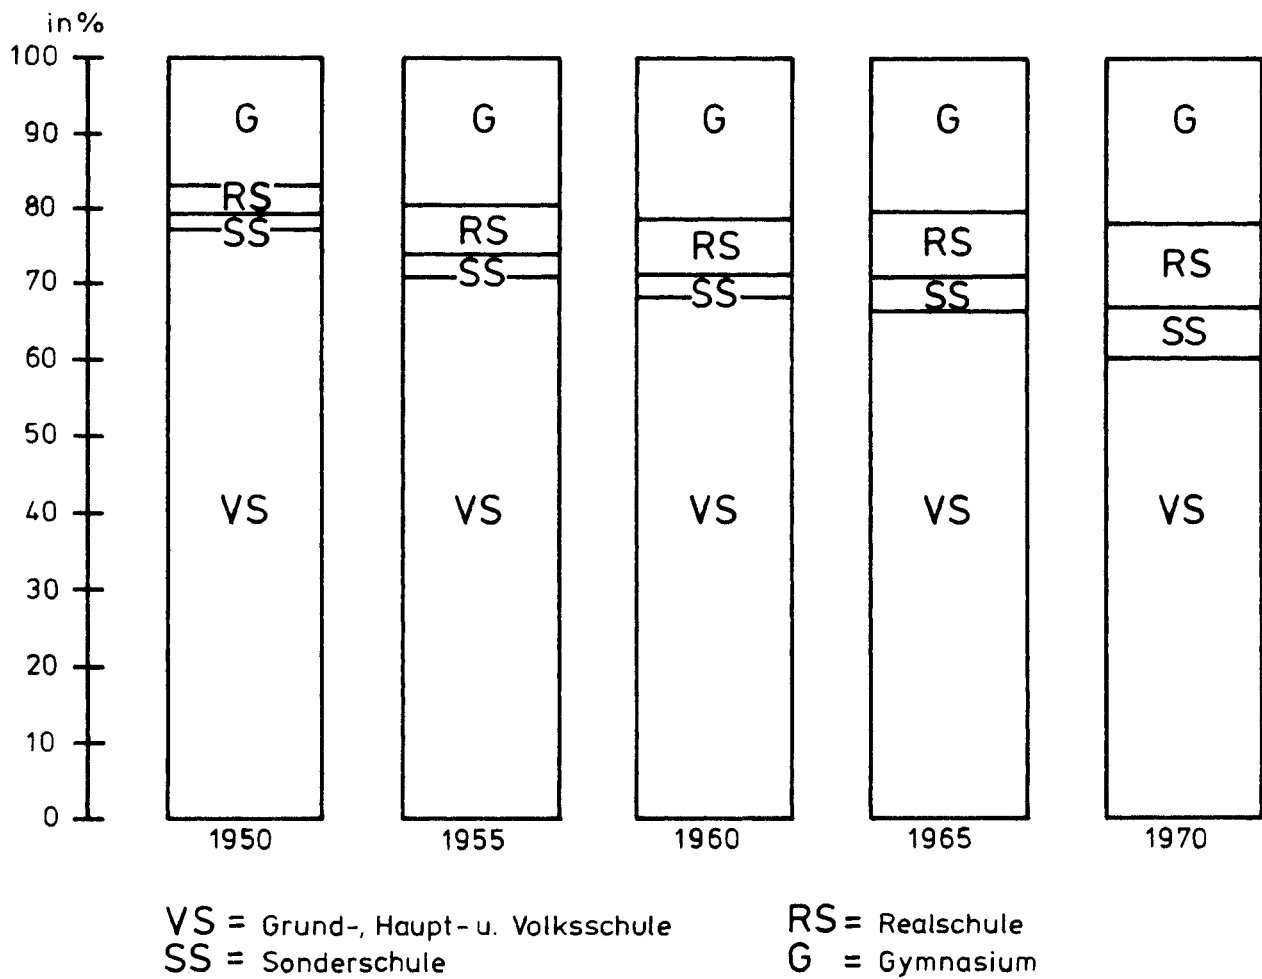 in%
100
90
80
70
60
50
40
30
20
10
0
G
RS
SS
VS
1950
G
RS
SS
VS
1955
G
RS
SS
VS
1960
G
RS
SS
VS
1965
G
RS
SS
VS
1970
VS = Grund-, Haupt- u. Volksschule
SS = Sonderschule
RS = Realschule
G = Gymnasium